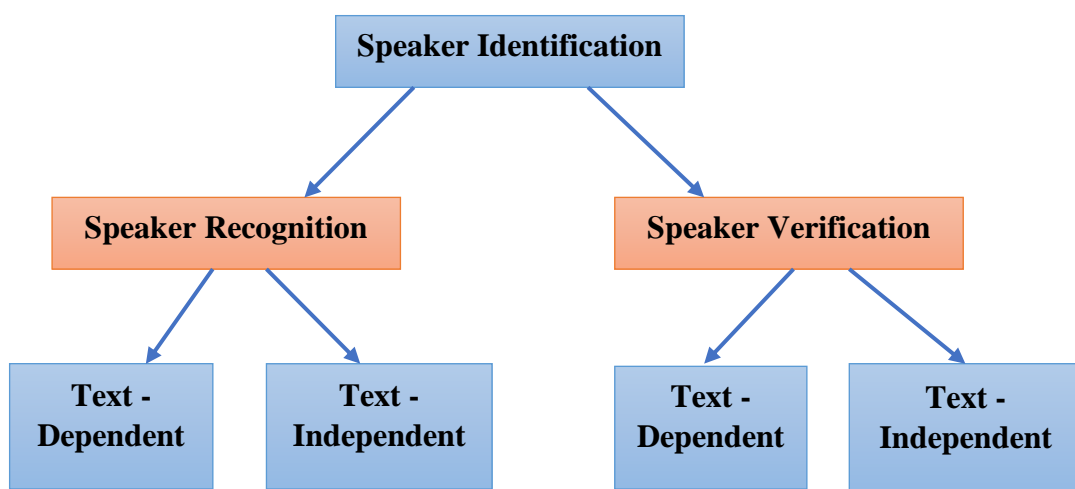 Speaker Identification
Speaker Recognition
Speaker Verification
Text -
Dependent
Text -
Independent
Text -
Dependent
Text -
Independent